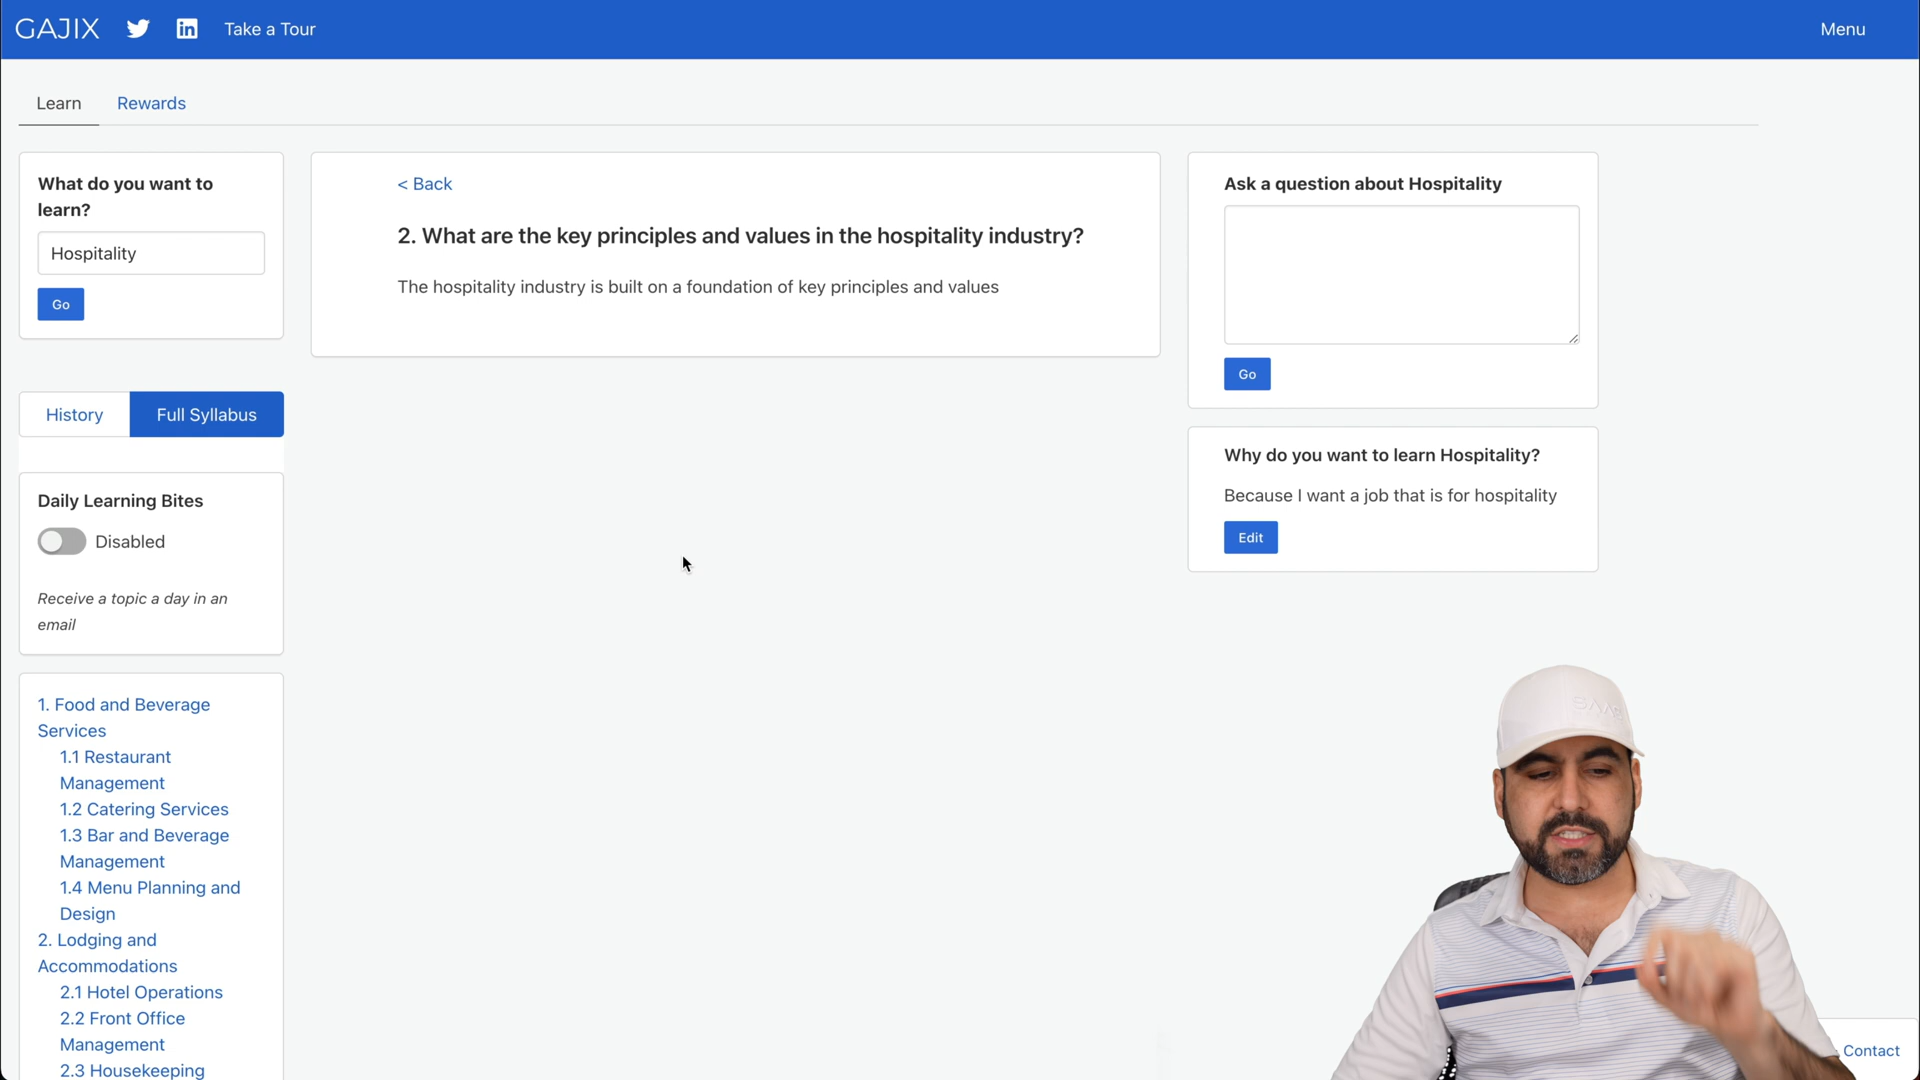 GAJIX
Take a Tour
Menu
Learn
Rewards
What do you want to
learn?
Hospitality
Go
History
Full Syllabus
Daily Learning Bites
Disabled
Receive a topic a day in an
email
1. Food and Beverage
Services
1.1 Restaurant
Management
1.2 Catering Services
1.3 Bar and Beverage
Management
1.4 Menu Planning and
Design
2. Lodging and
Accommodations
2.1 Hotel Operations
2.2 Front Office
Management
2.3 Housekeeping
< Back
2. What are the key principles and values in the hospitality industry?
The hospitality industry is built on a foundation of key principles and values
Ask a question about Hospitality
Go
Why do you want to learn Hospitality?
Because I want a job that is for hospitality
Edit
Contact